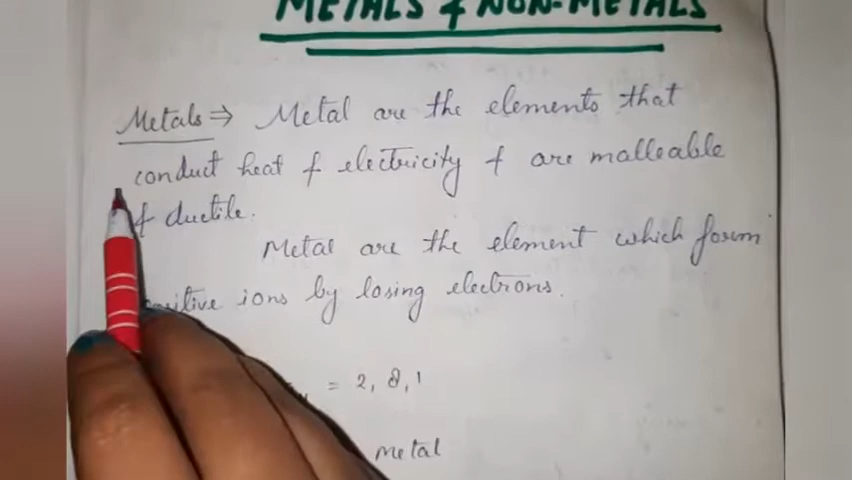 METALS & NON-METALS
Metals ⇒ Metal are the elements that
conduct heat & electricity & are malleable
& ductile.
Metal are the element which form
ions by losing electrons.
= 2, 8, 1
Metal